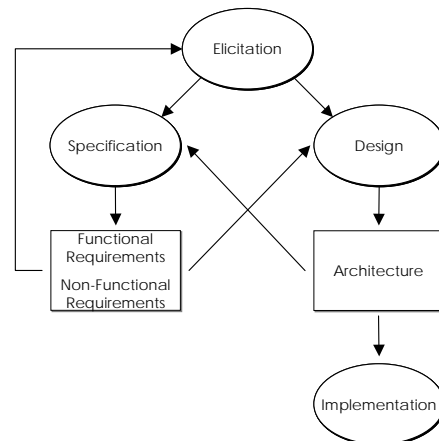 Elicitation
Specification
Design
Functional
Requirements
Non-Functional
Requirements
Architecture
Implementation